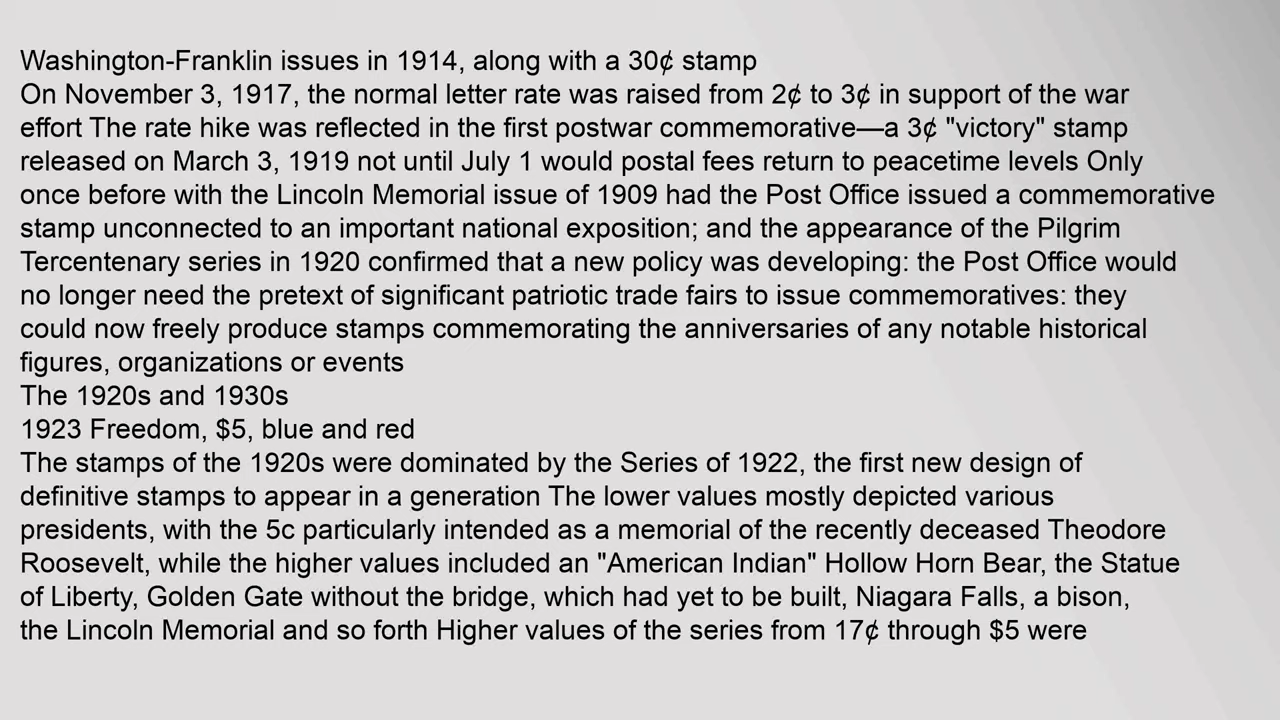 Washington-Franklin issues in 1914, along with a 30¢ stamp
On November 3, 1917, the normal letter rate was raised from 2¢ to 3¢ in support of the war
effort The rate hike was reflected in the first postwar commemorative—a 3¢ "victory" stamp
released on March 3, 1919 not until July 1 would postal fees return to peacetime levels Only
once before with the Lincoln Memorial issue of 1909 had the Post Office issued a commemorative
stamp unconnected to an important national exposition; and the appearance of the Pilgrim
Tercentenary series in 1920 confirmed that a new policy was developing: the Post Office would
no longer need the pretext of significant patriotic trade fairs to issue commemoratives: they
could now freely produce stamps commemorating the anniversaries of any notable historical
figures, organizations or events
The 1920s and 1930s
1923 Freedom, $5, blue and red
The stamps of the 1920s were dominated by the Series of 1922, the first new design of
definitive stamps to appear in a generation The lower values mostly depicted various
presidents, with the 5c particularly intended as a memorial of the recently deceased Theodore
Roosevelt, while the higher values included an "American Indian" Hollow Horn Bear, the Statue
of Liberty, Golden Gate without the bridge, which had yet to be built, Niagara Falls, a bison,
the Lincoln Memorial and so forth Higher values of the series from 17¢ through $5 were